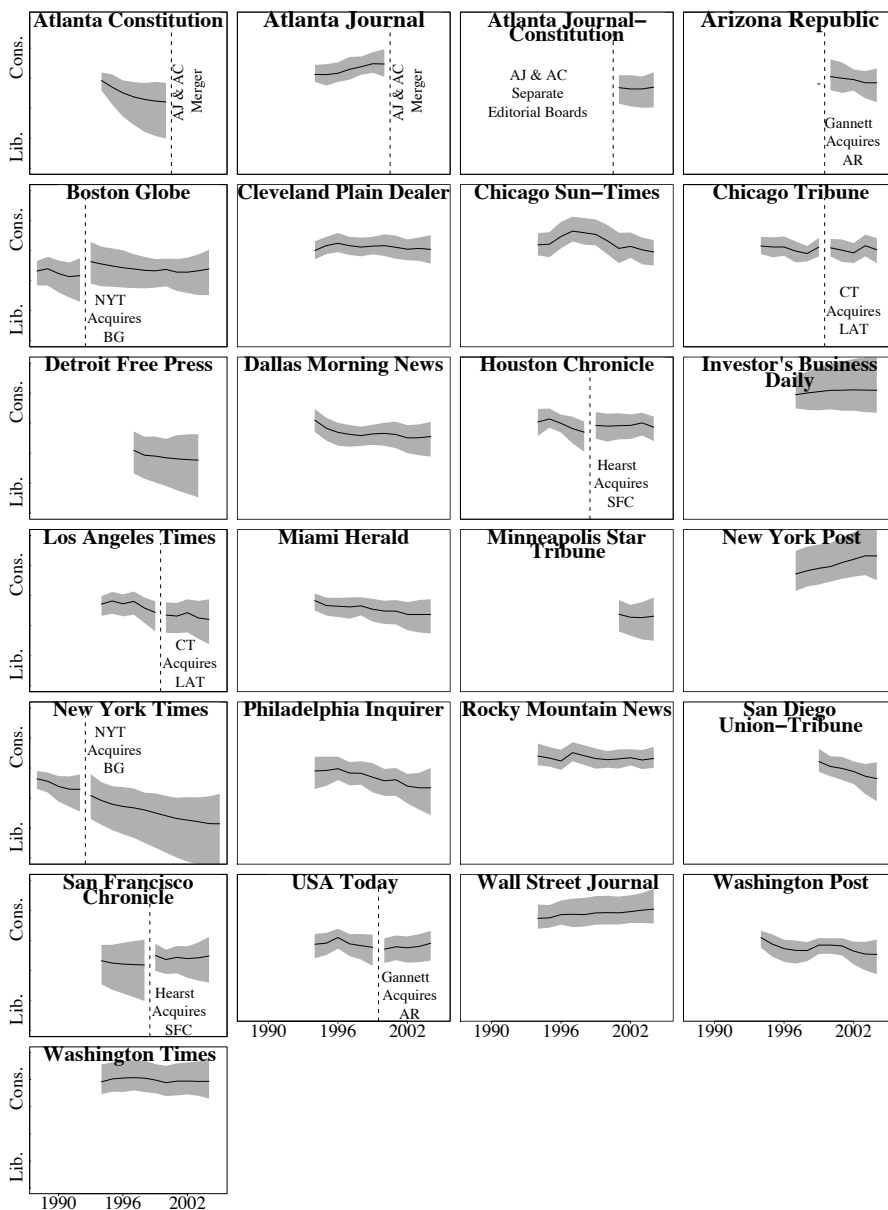 Atlanta Constitution
Cons.
Lib.
AJ & AC
Merger
Atlanta Journal
AJ & AC
Merger
Atlanta Journal−
Constitution
AJ & AC
Separate
Editorial Boards
Arizona Republic
Gannett
Acquires
AR
Boston Globe
Cons.
Lib.
NYT
Acquires
BG
Cleveland Plain Dealer
Chicago Sun−Times
Chicago Tribune
CT
Acquires
LAT
Detroit Free Press
Cons.
Lib.
Dallas Morning News
Houston Chronicle
Hearst
Acquires
SFC
Investor's Business
Daily
Los Angeles Times
Cons.
Lib.
CT
Acquires
LAT
Miami Herald
Minneapolis Star
Tribune
New York Post
New York Times
Cons.
Lib.
NYT
Acquires
BG
Philadelphia Inquirer
Rocky Mountain News
San Diego
Union−Tribune
San Francisco
Chronicle
Cons.
Lib.
Hearst
Acquires
SFC
USA Today
Gannett
Acquires
AR
1990 1996 2002
Wall Street Journal
1990 1996 2002
Washington Post
1990 1996 2002
Washington Times
Cons.
Lib.
1990 1996 2002